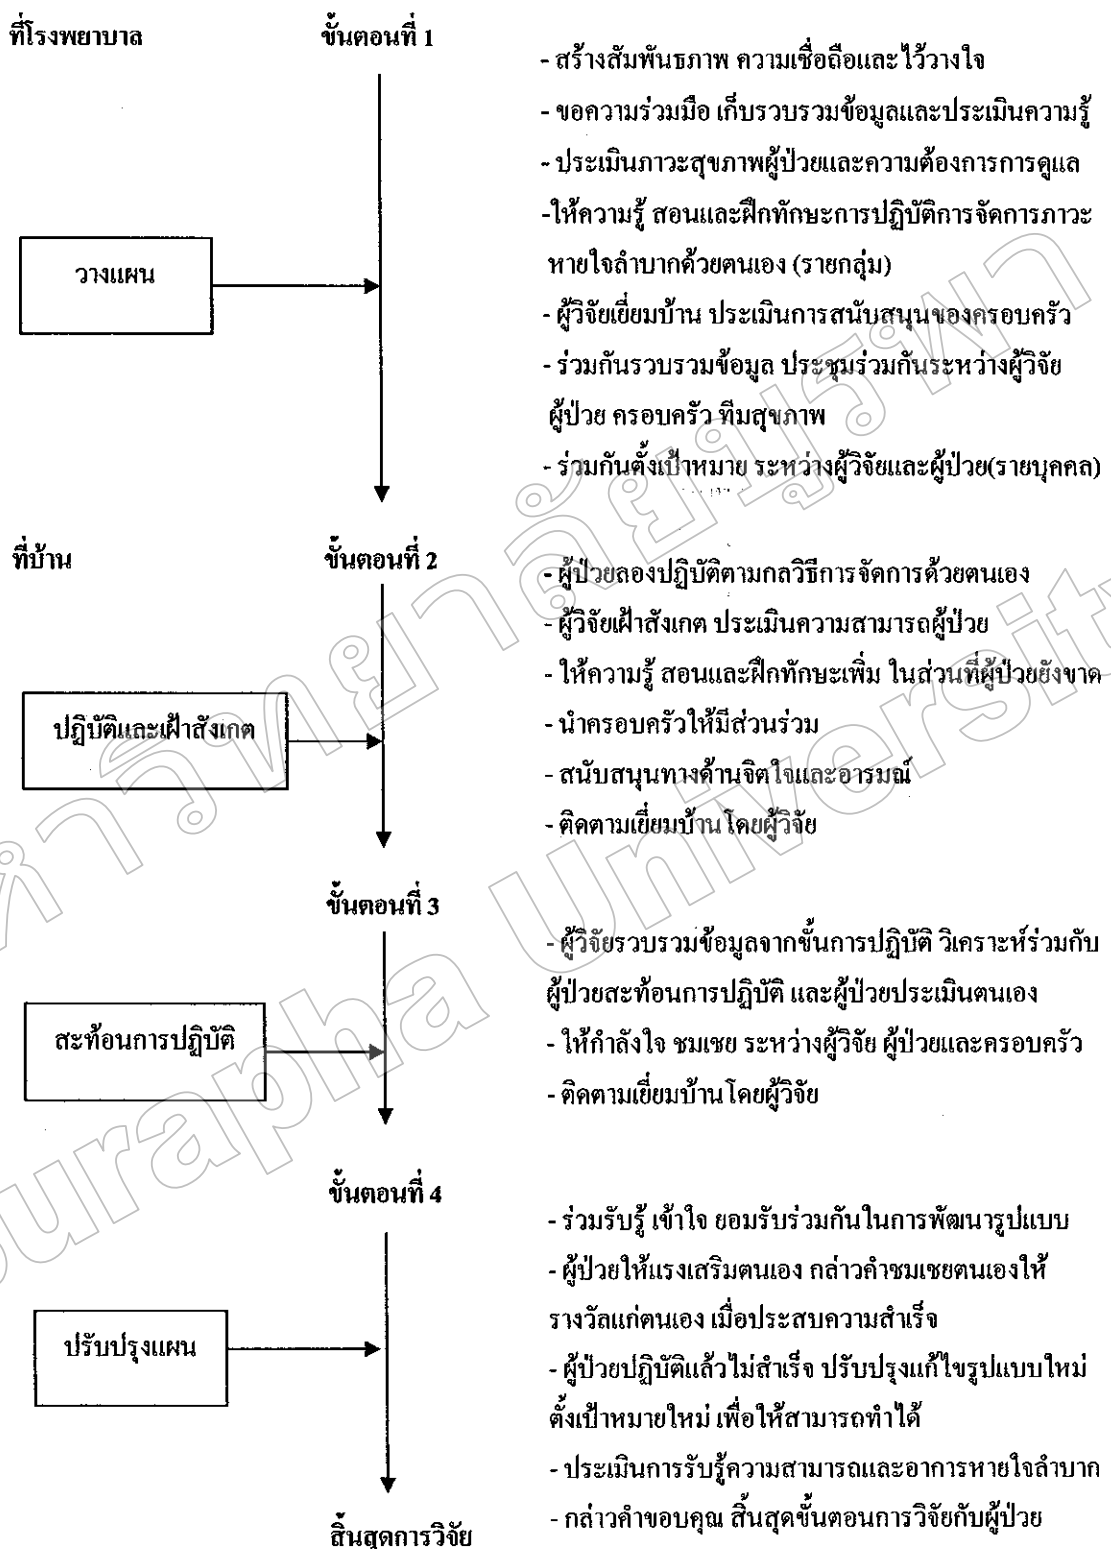 ที่โรงพยาบาล
ขั้นตอนที่ 1
- สร้างสัมพันธภาพ ความเชื่อถือและไว้วางใจ
- ขอความร่วมมือ เก็บรวบรวมข้อมูลและประเมินความรู้
- ประเมินภาวะสุขภาพผู้ป่วยและความต้องการการดูแล
-ให้ความรู้ สอนและฝึกทักษะการปฏิบัติการจัดการภาวะ
หายใจลำบากด้วยตนเอง (รายกลุ่ม)
วางแผน
- ผู้วิจัยเยี่ยมบ้าน ประเมินการสนับสนุนของครอบครัว
- ร่วมกันรวบรวมข้อมูล ประชุมร่วมกันระหว่างผู้วิจัย
ผู้ป่วย ครอบครัว ทีมสุขภาพ
- ร่วมกันตั้งเป้าหมาย ระหว่างผู้วิจัยและผู้ป่วย(รายบุคคล)
ที่บ้าน
ขั้นตอนที่ 2
- ผู้ป่วยลองปฏิบัติตามกลวิธีการจัดการด้วยตนเอง
- ผู้วิจัยเฝ้าสังเกต ประเมินความสามารถผู้ป่วย
- ให้ความรู้ สอนและฝึกทักษะเพิ่ม ในส่วนที่ผู้ป่วยยังขาด
ปฏิบัติและเฝ้าสังเกต
- นำครอบครัวให้มีส่วนร่วม
- สนับสนุนทางด้านจิตใจและอารมณ์
- ติดตามเยี่ยมบ้านโดยผู้วิจัย
ขั้นตอนที่ 3
- ผู้วิจัยรวบรวมข้อมูลจากขั้นการปฏิบัติ วิเคราะห์ร่วมกับ
ผู้ป่วยสะท้อนการปฏิบัติ และผู้ป่วยประเมินตนเอง
สะท้อนการปฏิบัติ
- ให้กำลังใจ ชมเชย ระหว่างผู้วิจัย ผู้ป่วยและครอบครัว
- ติดตามเยี่ยมบ้านโดยผู้วิจัย
ขั้นตอนที่ 4
- ร่วมรับรู้ เข้าใจ ยอมรับร่วมกันในการพัฒนารูปแบบ
- ผู้ป่วยให้แรงเสริมตนเอง กล่าวคำชมเชยตนเองให้
รางวัลแก่ตนเอง เมื่อประสบความสำเร็จ
ปรับปรุงแผน
- ผู้ป่วยปฏิบัติแล้วไม่สำเร็จ ปรับปรุงแก้ไขรูปแบบใหม่
ตั้งเป้าหมายใหม่ เพื่อให้สามารถทำได้
- ประเมินการรับรู้ความสามารถและอาการหายใจลำบาก
- กล่าวคำขอบคุณ สิ้นสุดขั้นตอนการวิจัยกับผู้ป่วย
สิ้นสุดการวิจัย
หาวิทยาลัยบูรพา
urapha University